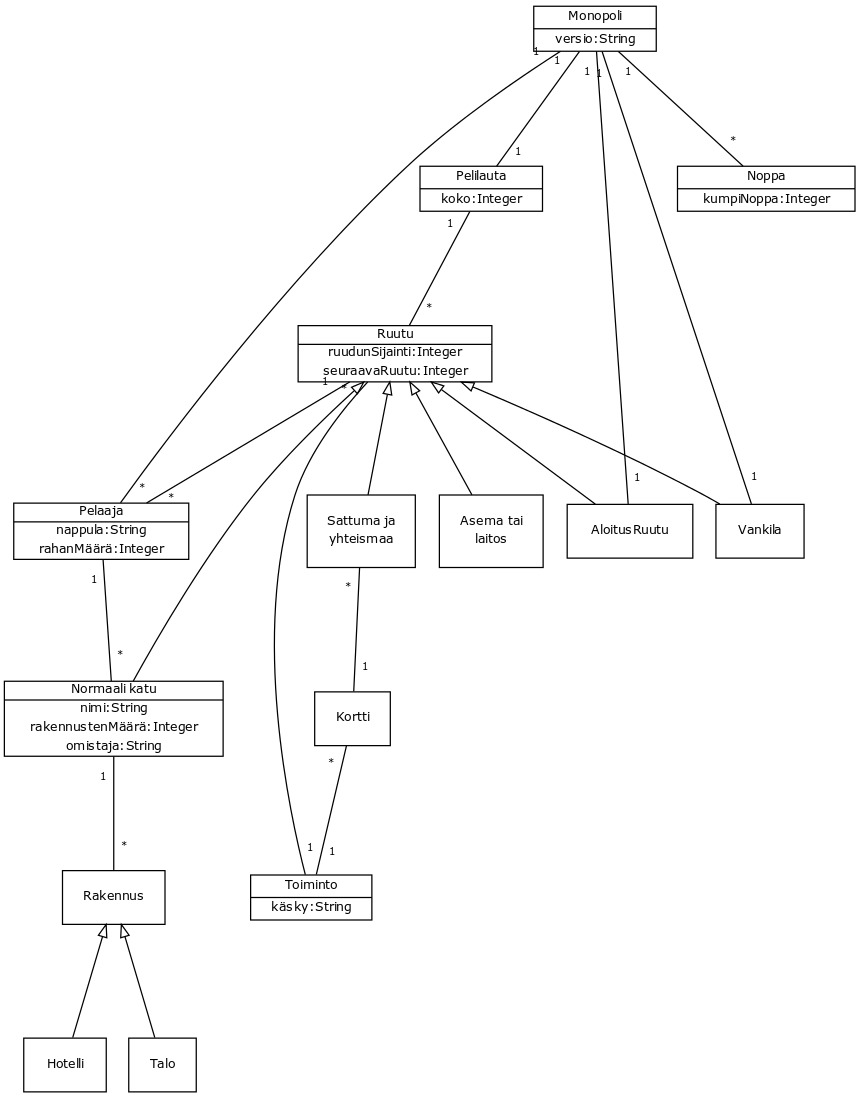 Monopoli
versio:String
1
1
1
1
1
*
1
Pelilauta
koko:Integer
Noppa
kumpiNoppa:Integer
1
*
Ruutu
ruudunSijainti:Integer
seuraavaRuutu:Integer
1
*
*
*
1
1
Pelaaja
nappula:String
rahanMäärä:Integer
Sattuma ja
yhteismaa
Asema tai
laitos
AloitusRuutu
Vankila
1
*
*
1
Normaali katu
nimi:String
rakennustenMäärä:Integer
omistaja:String
Kortti
1
*
*
1
1
Rakennus
Toiminto
käsky:String
Hotelli
Talo